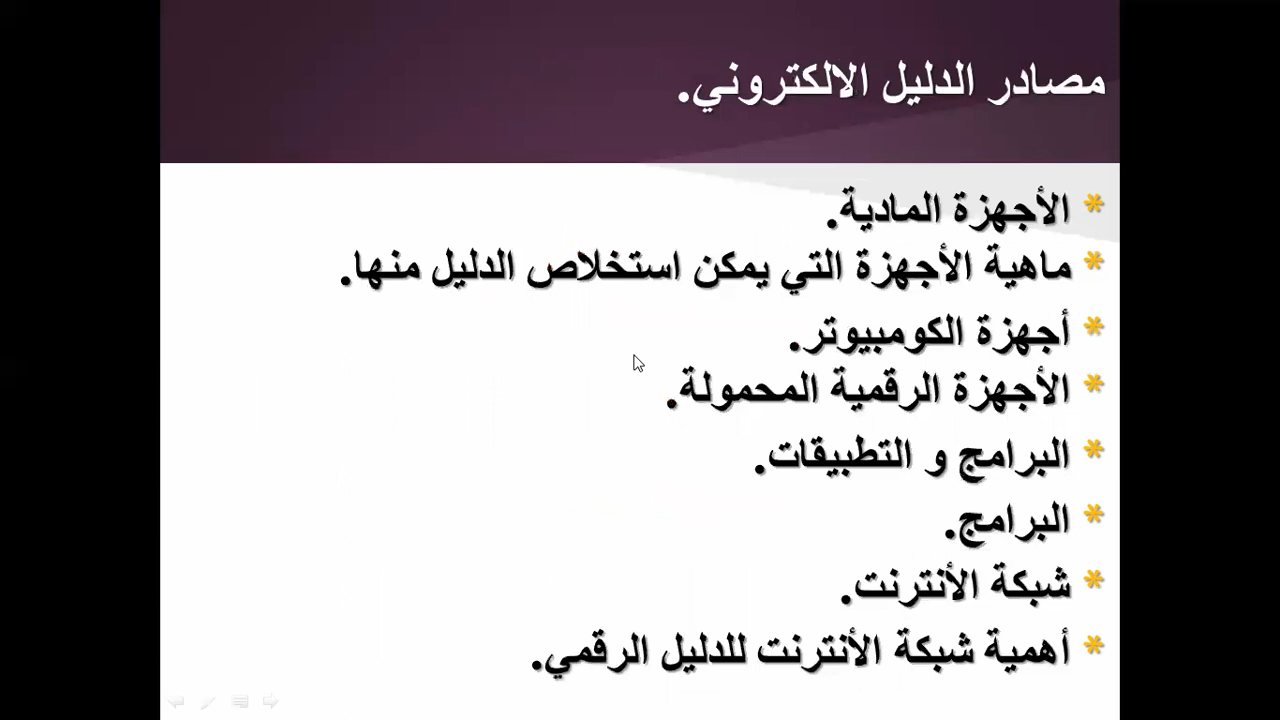 مصادر الدليل الالكتروني.
* الأجهزة المادية.
* ماهية الأجهزة التي يمكن استخلاص الدليل منها.
* أجهزة الكومبيوتر.
* الأجهزة الرقمية المحمولة.
* البرامج و التطبيقات.
* البرامج.
* شبكة الأنترنت.
* أهمية شبكة الأنترنت للدليل الرقمي.